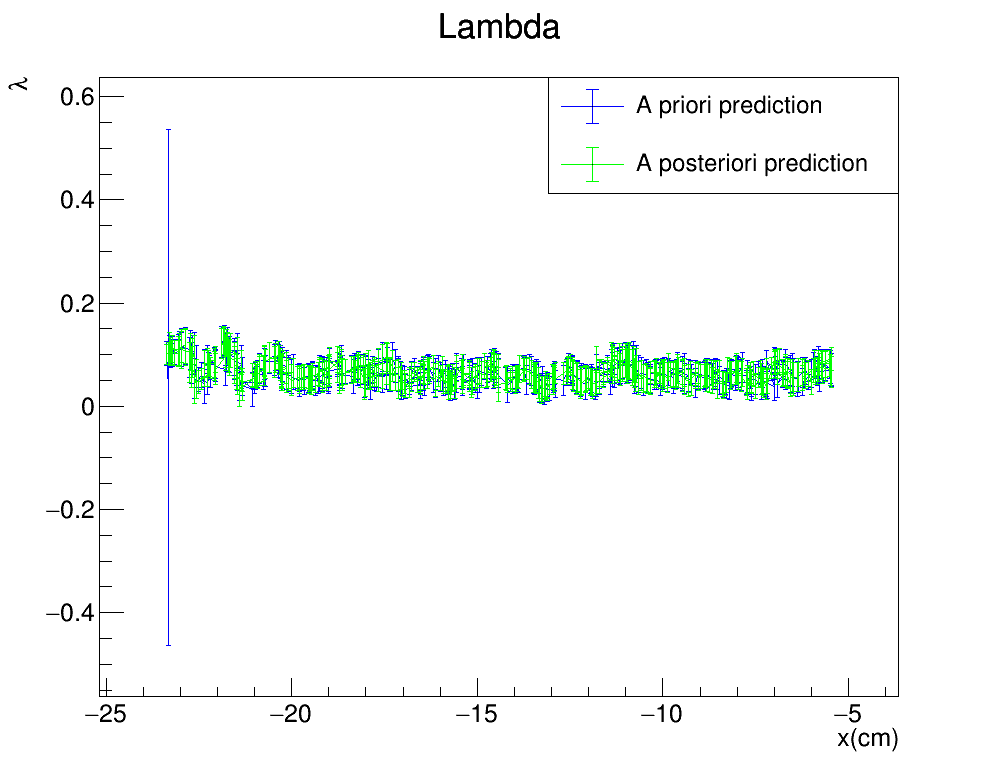 Lambda
λ
A priori prediction
A posteriori prediction
0.6
0.4
0.2
0
−0.2
−0.4
−25 −20 −15 −10 −5
x(cm)